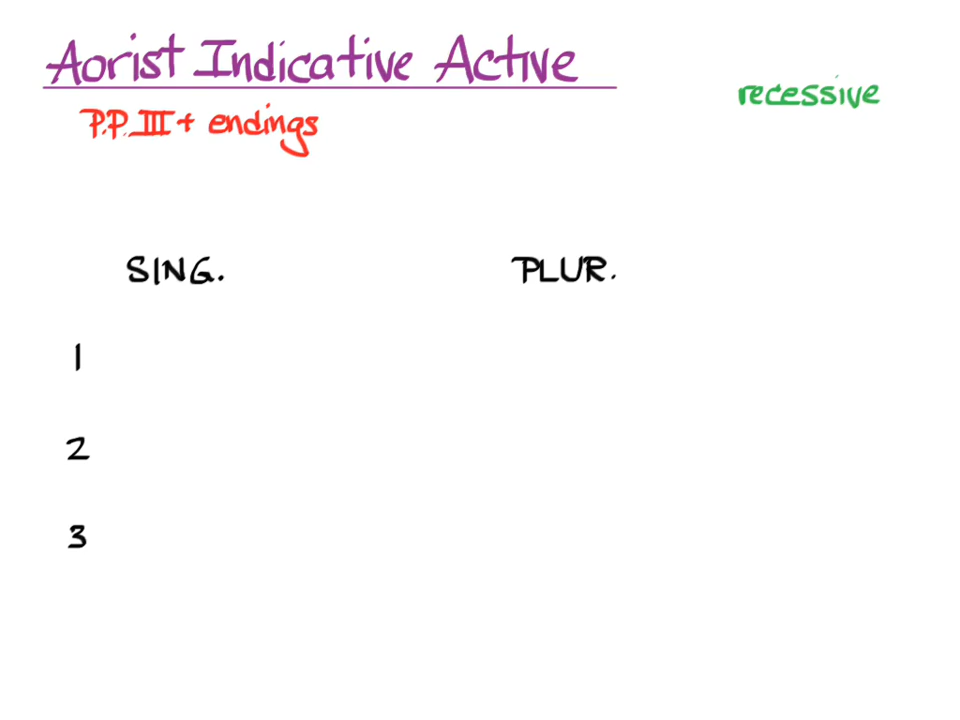 Aorist Indicative Active
recessive
P.P. III + endings
SING. PLUR.
1
2
3